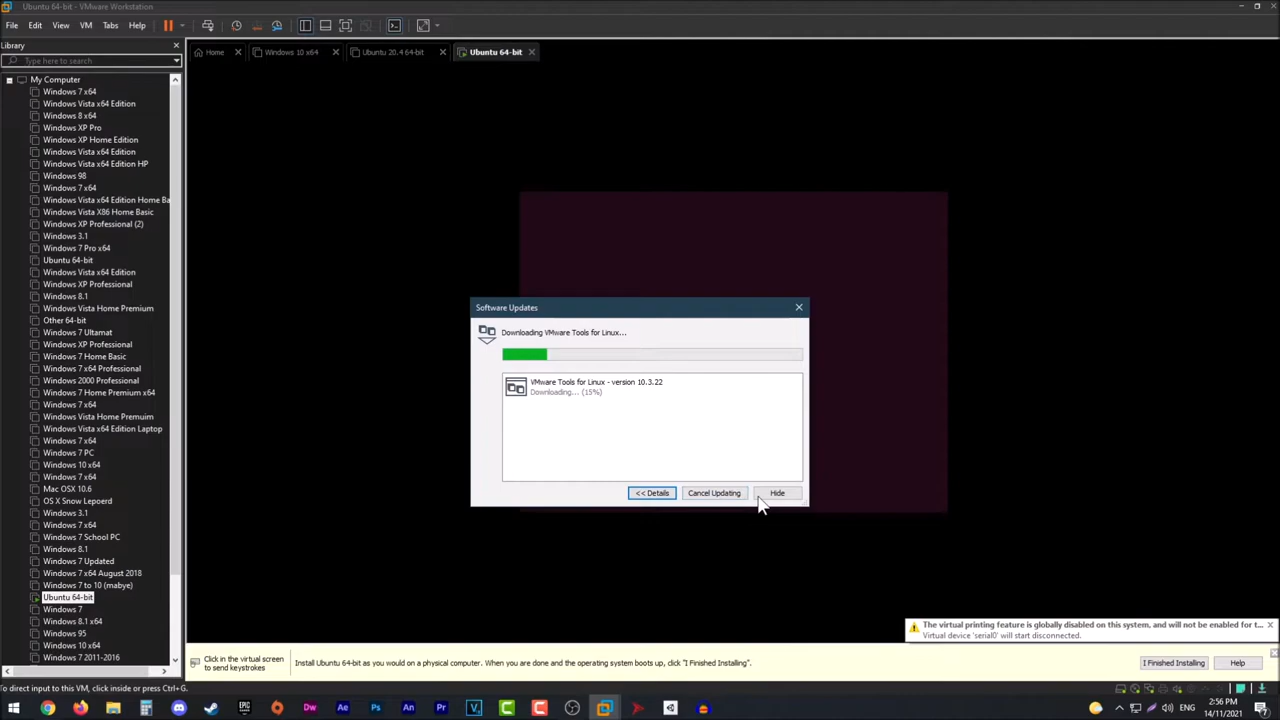 Ubuntu 64-bit - VMware Workstation
File Edit View VM Tabs Help
Library
Type here to search
My Computer
Windows 7 x64
Windows Vista x64 Edition
Windows 8 x64
Windows XP Pro
Windows XP Home Edition
Windows Vista x64 Edition
Windows Vista x64 Edition HP
Windows 98
Windows 7 x64
Windows Vista x64 Edition Home Ba
Windows Vista X86 Home Basic
Windows XP Professional (2)
Windows 3.1
Windows 7 Pro x64
Ubuntu 64-bit
Windows Vista x64 Edition
Windows XP Professional
Windows 8.1
Windows Vista Home Premium
Other 64-bit
Windows 7 Ultamat
Windows XP Professional
Windows 7 Home Basic
Windows 7 x64 Professional
Windows 2000 Professional
Windows 7 Home Premium x64
Windows 7 x64
Windows Vista Home Premuim
Windows Vista x64 Edition Laptop
Windows 7 x64
Windows 7 PC
Windows 10 x64
Windows 7 x64
Mac OSX 10.6
OS X Snow Leoperd
Windows 3.1
Windows 7 x64
Windows 7 School PC
Windows 8.1
Windows 7 Updated
Windows 7 x64 August 2018
Windows 7 to 10 (mabye)
Ubuntu 64-bit
Windows 7
Windows 8.1 x64
Windows 95
Windows 10 x64
Windows 7 2011-2016
Home Windows 10 x64 Ubuntu 20.4 64-bit Ubuntu 64-bit
Software Updates
Downloading VMware Tools for Linux...
VMware Tools for Linux - version 10.3.22
Downloading... (15%)
<< Details Cancel Updating Hide
The virtual printing feature is globally disabled on this system, and will not be enabled for t...
Virtual device 'serial0' will start disconnected.
Click in the virtual screen
to send keystrokes
Install Ubuntu 64-bit as you would on a physical computer. When you are done and the operating system boots up, click "I Finished Installing".
I Finished Installing Help
To direct input to this VM, click inside or press Ctrl+G.
EPIC Dw Ae Ps An Pr V
ENG
2:56 PM
14/11/2021